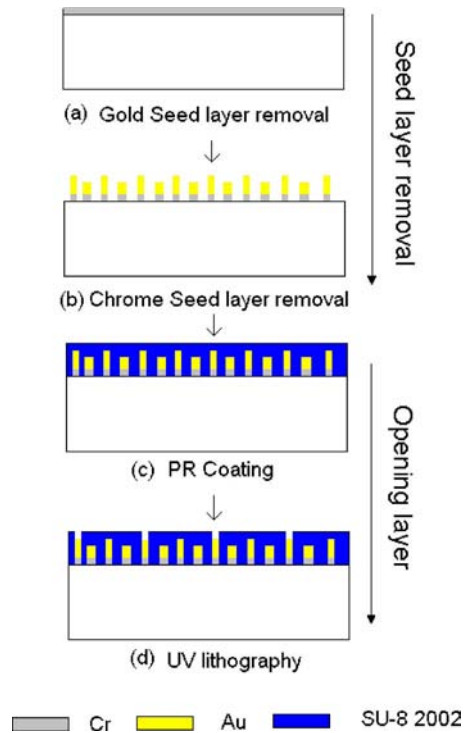 (a) Gold Seed layer removal
Seed layer removal
(b) Chrome Seed layer removal
(c) PR Coating
Opening layer
(d) UV lithography
Cr Au SU-8 2002